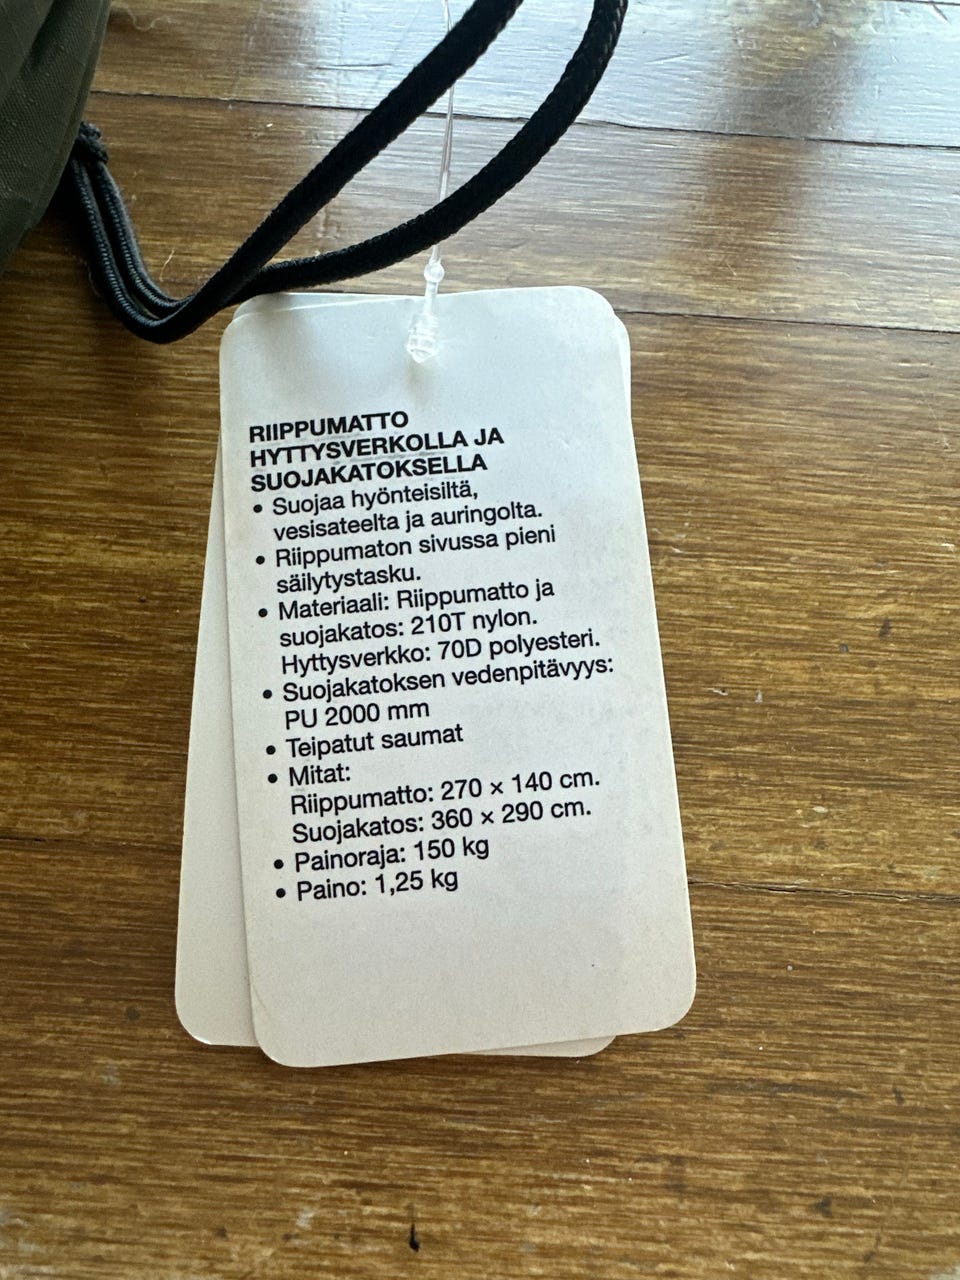 RIIPPUMATTO
HYTTYSVERKOLLA JA
SUOJAKATOKSELLA
• Suojaa hyönteisiltä,
vesisateelta ja auringolta.
• Riippumaton sivussa pieni
säilytystasku.
• Materiaali: Riippumatto ja
suojakatos: 210T nylon.
Hyttysverkko: 70D polyesteri.
• Suojakatoksen vedenpitävyys:
PU 2000 mm
• Teipatut saumat
• Mitat:
Riippumatto: 270 × 140 cm.
Suojakatos: 360 × 290 cm.
• Painoraja: 150 kg
• Paino: 1,25 kg